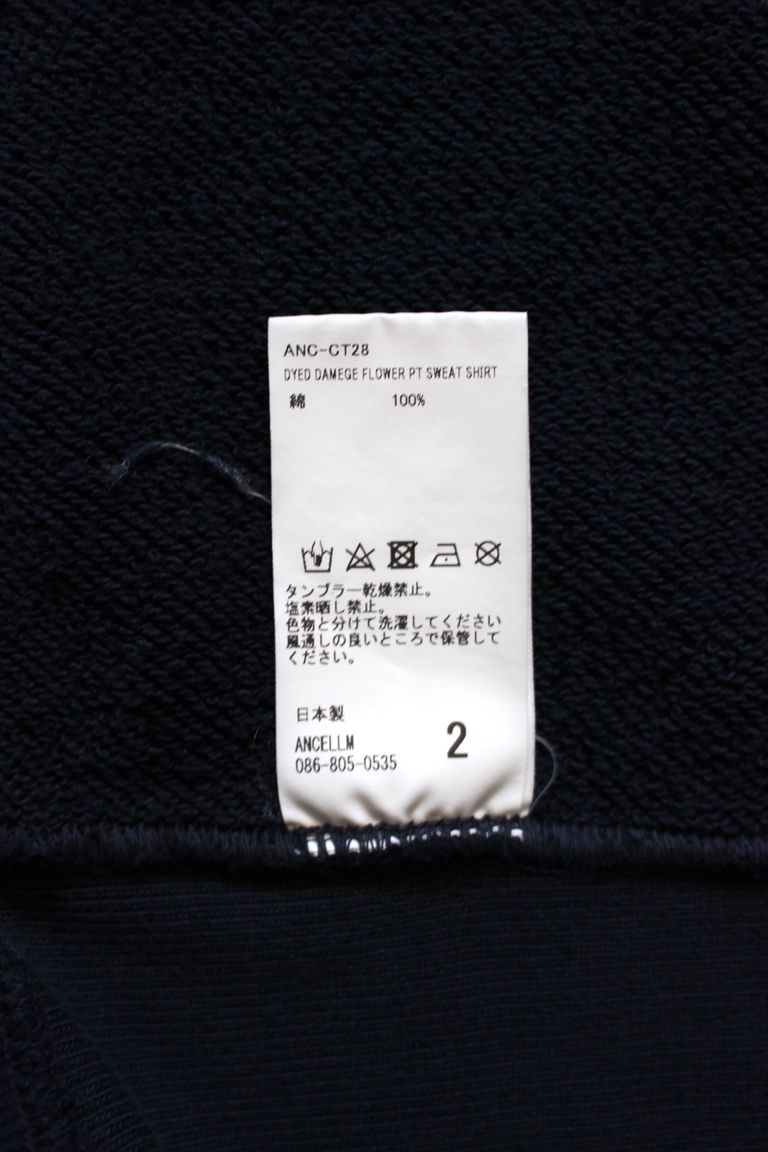 ANC-CT28
DYED DAMEGE FLOWER PT SWEAT SHIRT
綿 100%
タンブラー乾燥禁止。
塩素晒し禁止。
色物と分けて洗濯してください
風通しの良いところで保管して
ください。
日本製
ANCELLM 2
086-805-0535